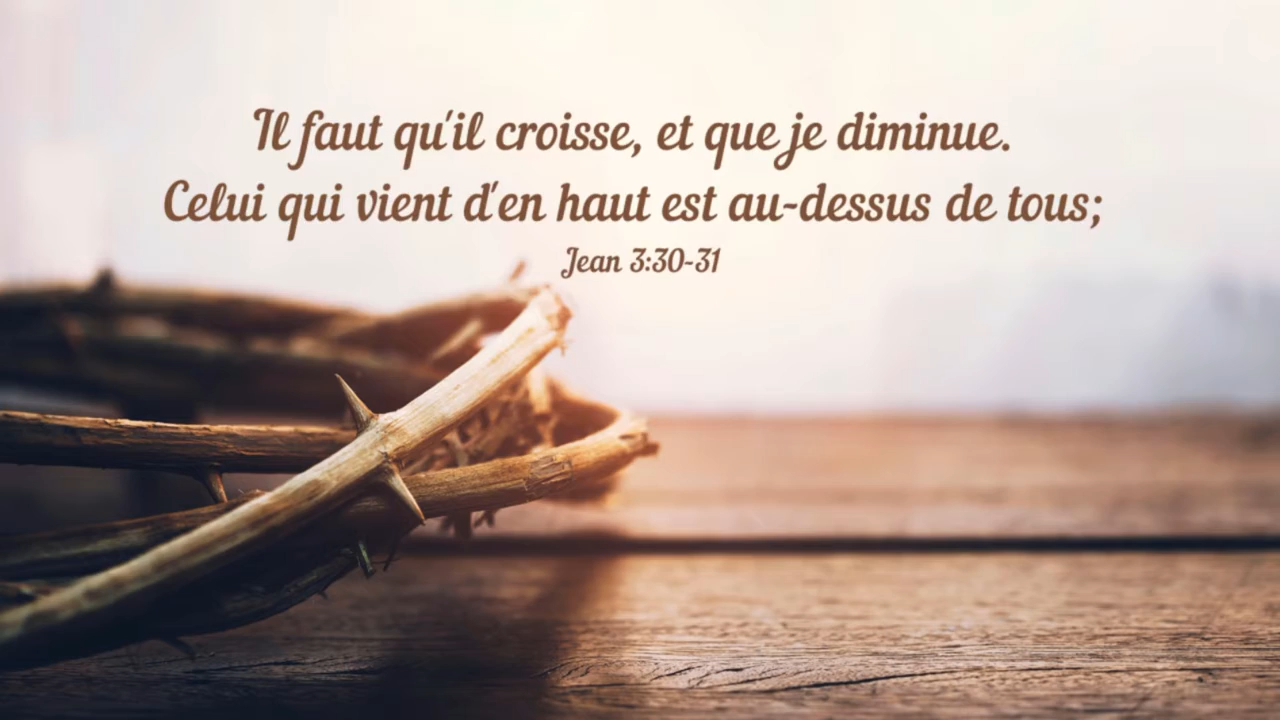 Il faut qu'il croisse, et que je diminue.
Celui qui vient d'en haut est au-dessus de tous;
Jean 3:30-31